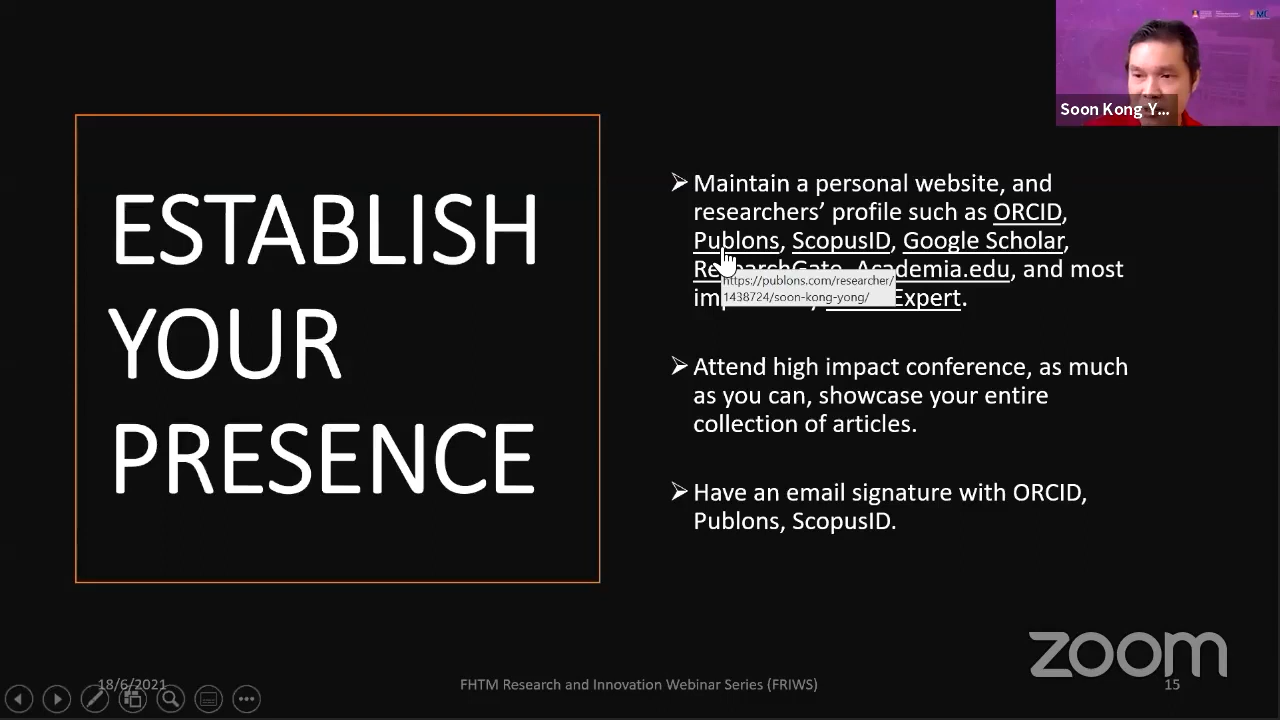 Soon Kong Y...
ESTABLISH
YOUR
PRESENCE
➢ Maintain a personal website, and
researchers’ profile such as ORCID,
Publons, ScopusID, Google Scholar,
Academia.edu, and most
Expert.
https://publons.com/researcher/
1438724/soon-kong-yong/
➢ Attend high impact conference, as much
as you can, showcase your entire
collection of articles.
➢ Have an email signature with ORCID,
Publons, ScopusID.
zoom
18/6/2021
FHTM Research and Innovation Webinar Series (FRIWS)
15